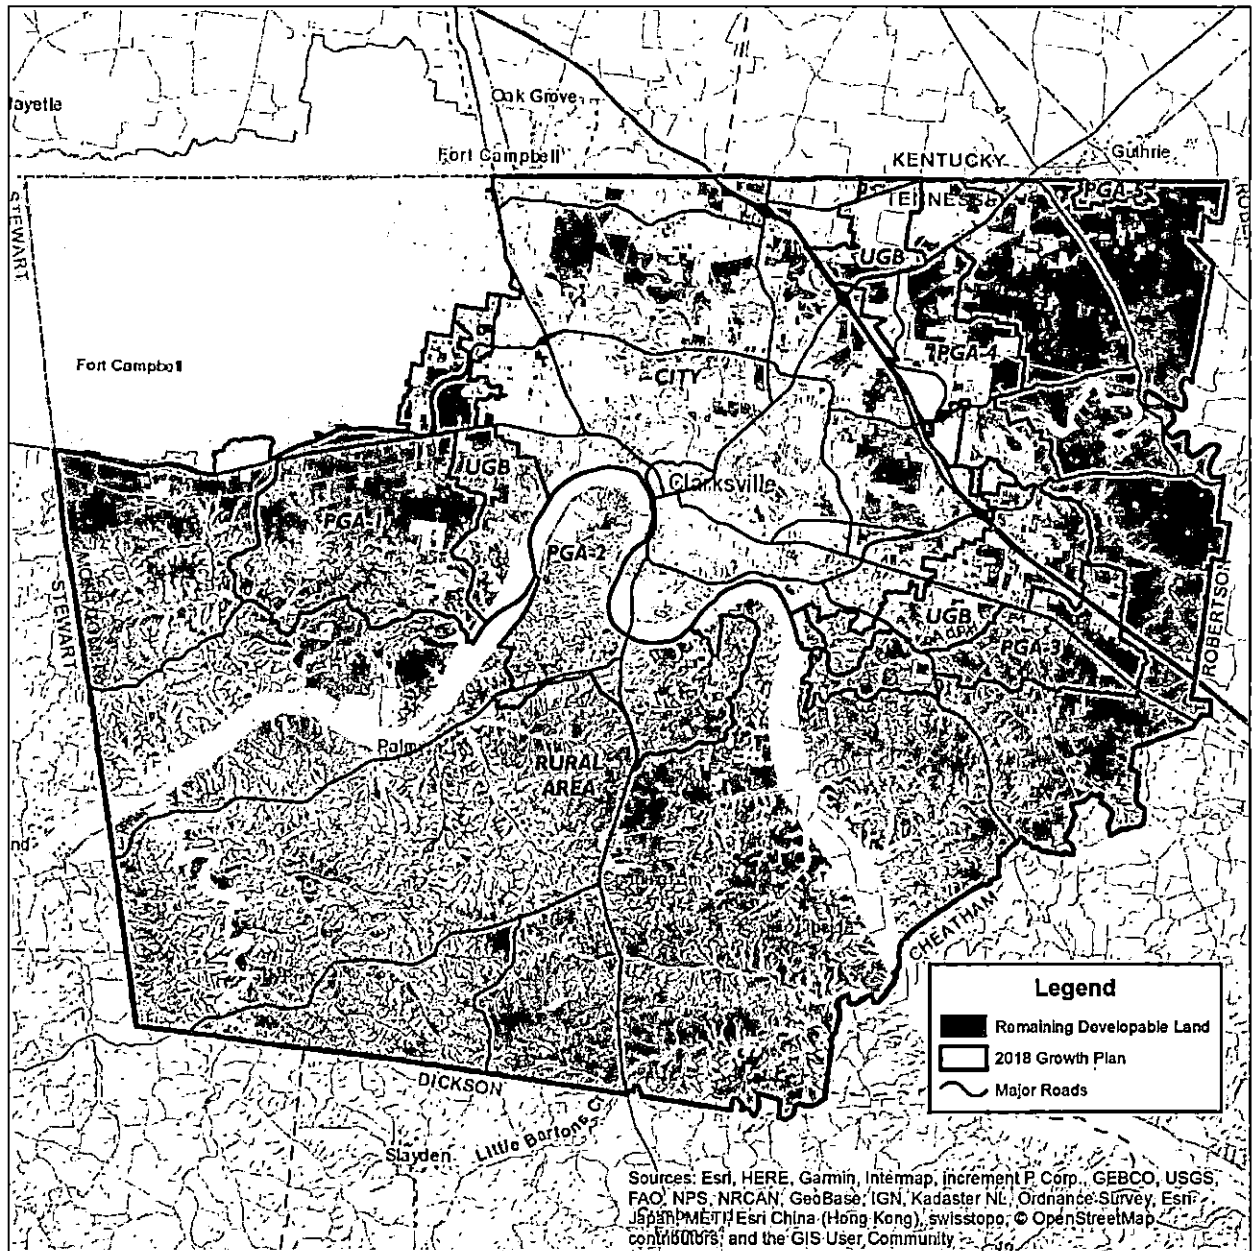 Oak Grove
Fort Campbell
KENTUCKY
Guthrie
TENNESSEE
PGA-5
STEWART
UGB
Fort Campbell
PGA-4
CITY
UGB
Clarksville
PGA-1
PGA-2
STEWART
ROBERTSON
UGB
PGA-3
RURAL
AREA
CHEATHAM
DICKSON
Slayden
Little Bartons C
Legend
Remaining Developable Land
2018 Growth Plan
Major Roads
Sources: Esri, HERE, Garmin, Intermap, increment P Corp., GEBCO, USGS,
FAO, NPS, NRCAN, GeoBase, IGN, Kadaster NL, Ordnance Survey, Esri
Japan, METI, Esri China (Hong Kong), swisstopo, © OpenStreetMap
contributors, and the GIS User Community